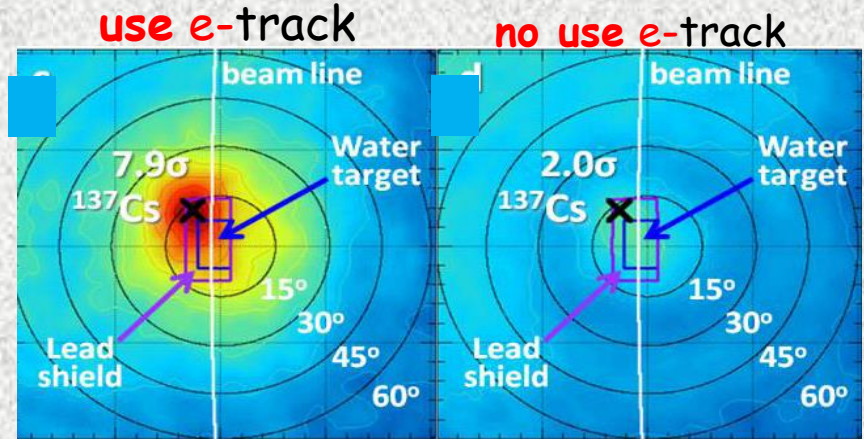 use e-track
beam line
Water
target
7.9σ
¹³⁷Cs
15º
30º
45º
60º
Lead
shield
no use e-track
d
beam line
Water
target
2.0σ
¹³⁷Cs
15º
30º
45º
60º
Lead
shield